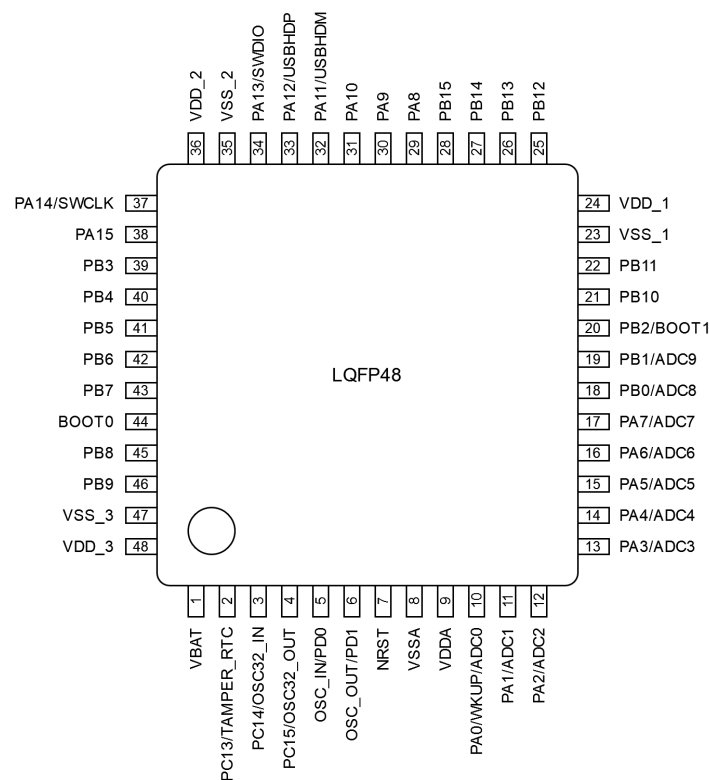 VDD_2
VSS_2
PA13/SWDIO
PA12/USBHDP
PA11/USBHDM
PA10
PA9
PA8
PB15
PB14
PB13
PB12
36
35
34
33
32
31
30
29
28
27
26
25
PA14/SWCLK 37
PA15 38
PB3 39
PB4 40
PB5 41
PB6 42
PB7 43
BOOT0 44
PB8 45
PB9 46
VSS_3 47
VDD_3 48
LQFP48
24 VDD_1
23 VSS_1
22 PB11
21 PB10
20 PB2/BOOT1
19 PB1/ADC9
18 PB0/ADC8
17 PA7/ADC7
16 PA6/ADC6
15 PA5/ADC5
14 PA4/ADC4
13 PA3/ADC3
1
2
3
4
5
6
7
8
9
10
11
12
VBAT
PC13/TAMPER_RTC
PC14/OSC32_IN
PC15/OSC32_OUT
OSC_IN/PD0
OSC_OUT/PD1
NRST
VSSA
VDDA
PA0/WKUP/ADC0
PA1/ADC1
PA2/ADC2